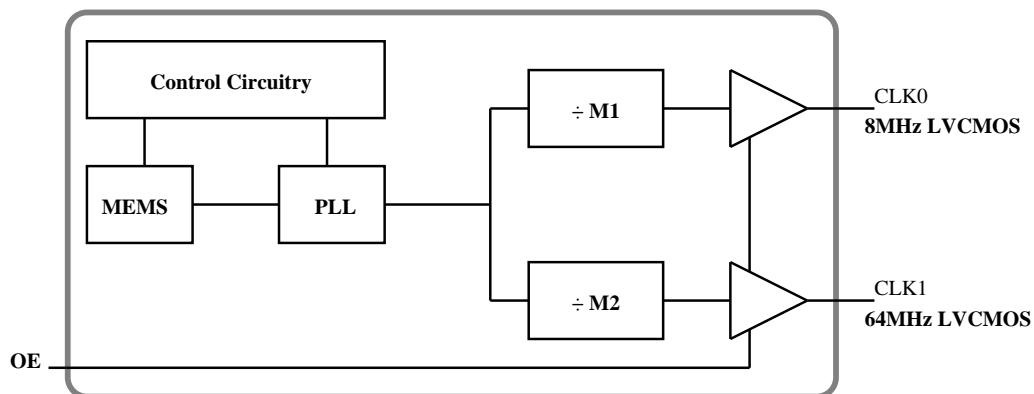 Control Circuitry
MEMS
PLL
÷ M1
÷ M2
CLK0
8MHz LVCMOS
CLK1
64MHz LVCMOS
OE